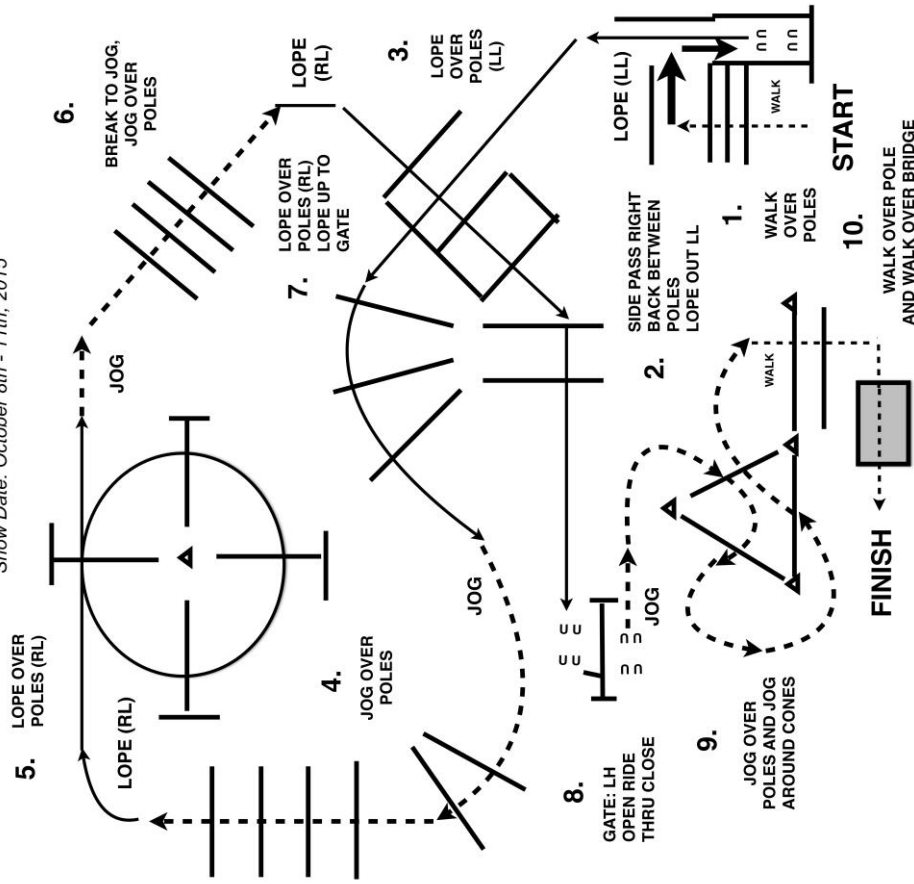 Show Date: October - 11th, 2015
5.
LOPE OVER
POLES (RL)
LOPE (RL)
JOG
6.
BREAK TO JOG,
JOG OVER
POLES
LOPE
(RL)
3.
LOPE
OVER
POLES
(LL)
7.
LOPE OVER
POLES (RL)
LOPE UP TO
GATE
4.
JOG OVER
POLES
JOG
LOPE (LL)
WALK
START
1.
WALK
OVER
POLES
2.
SIDE PASS RIGHT
BACK BETWEEN
POLES
LOPE OUT LL
8.
GATE: LH
OPEN RIDE
THRU CLOSE
JOG
9.
JOG OVER
POLES AND JOG
AROUND CONES
WALK
10.
WALK OVER POLE
AND WALK OVER BRIDGE
FINISH